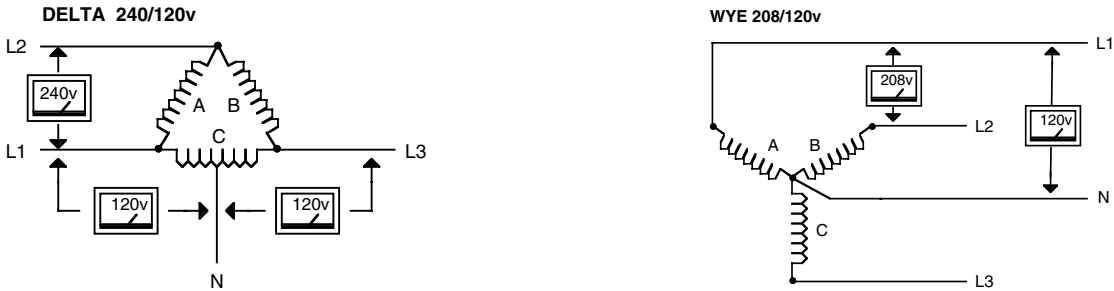 DELTA 240/120v
L2
240v
A
B
C
L1
L3
120v
120v
N
WYE 208/120v
L1
208v
120v
L2
A
B
N
C
L3